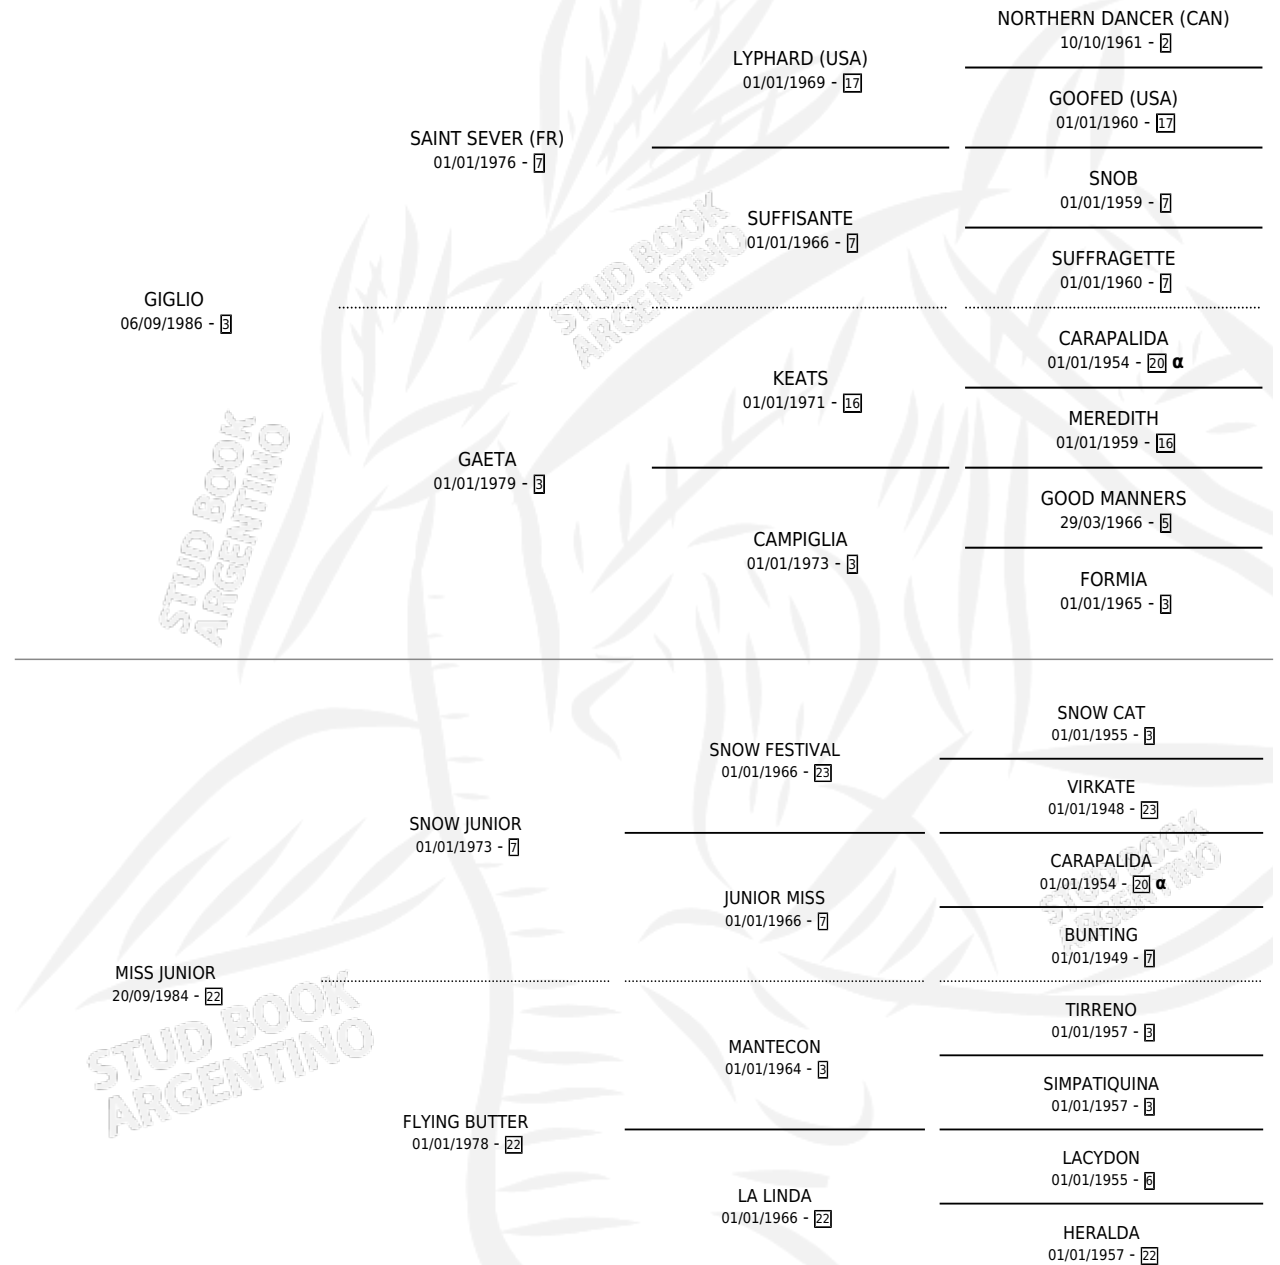 NORTHERN DANCER (CAN)
10/10/1961 - 2
LYPHARD (USA)
01/01/1969 - 17
GOOFED (USA)
01/01/1960 - 17
SAINT SEVER (FR)
01/01/1976 - 7
SNOB
01/01/1959 - 7
SUFFISANTE
01/01/1966 - 7
SUFFRAGETTE
01/01/1960 - 7
GIGLIO
06/09/1986 - 3
CARAPALIDA
01/01/1954 - 20 α
KEATS
01/01/1971 - 16
MEREDITH
01/01/1959 - 16
GAETA
01/01/1979 - 3
GOOD MANNERS
29/03/1966 - 5
CAMPIGLIA
01/01/1973 - 3
FORMIA
01/01/1965 - 3
SNOW CAT
01/01/1955 - 3
SNOW FESTIVAL
01/01/1966 - 23
VIRKATE
01/01/1948 - 23
SNOW JUNIOR
01/01/1973 - 7
CARAPALIDA
01/01/1954 - 20 α
JUNIOR MISS
01/01/1966 - 7
BUNTING
01/01/1949 - 7
MISS JUNIOR
20/09/1984 - 22
TIRRENO
01/01/1957 - 3
MANTECON
01/01/1964 - 3
SIMPATIQUINA
01/01/1957 - 3
FLYING BUTTER
01/01/1978 - 22
LACYDON
01/01/1955 - 6
LA LINDA
01/01/1966 - 22
HERALDA
01/01/1957 - 22
STUD BOOK
ARGENTINO
STUD BOOK
ARGENTINO
STUD BOOK
ARGENTINO
STUD BOOK
ARGENTINO